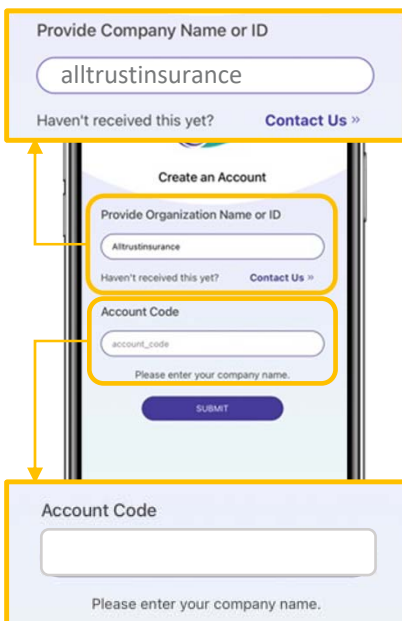 Provide Company Name or ID
alltrustinsurance
Haven't received this yet? Contact Us »
Create an Account
Provide Organization Name or ID
Alltrustinsurance
Haven't received this yet? Contact Us »
Account Code
account_code
Please enter your company name.
SUBMIT
Account Code
Please enter your company name.